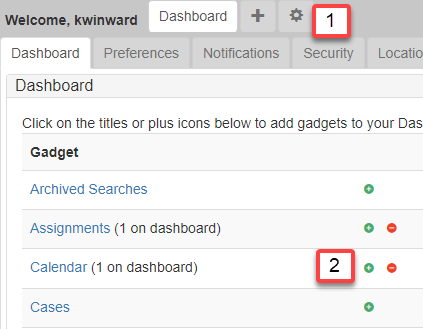 Welcome, kwinward Dashboard 1
Dashboard Preferences Notifications Security Locatio
Dashboard
Click on the titles or plus icons below to add gadgets to your Das
Gadget
Archived Searches
Assignments (1 on dashboard)
Calendar (1 on dashboard) 2
Cases